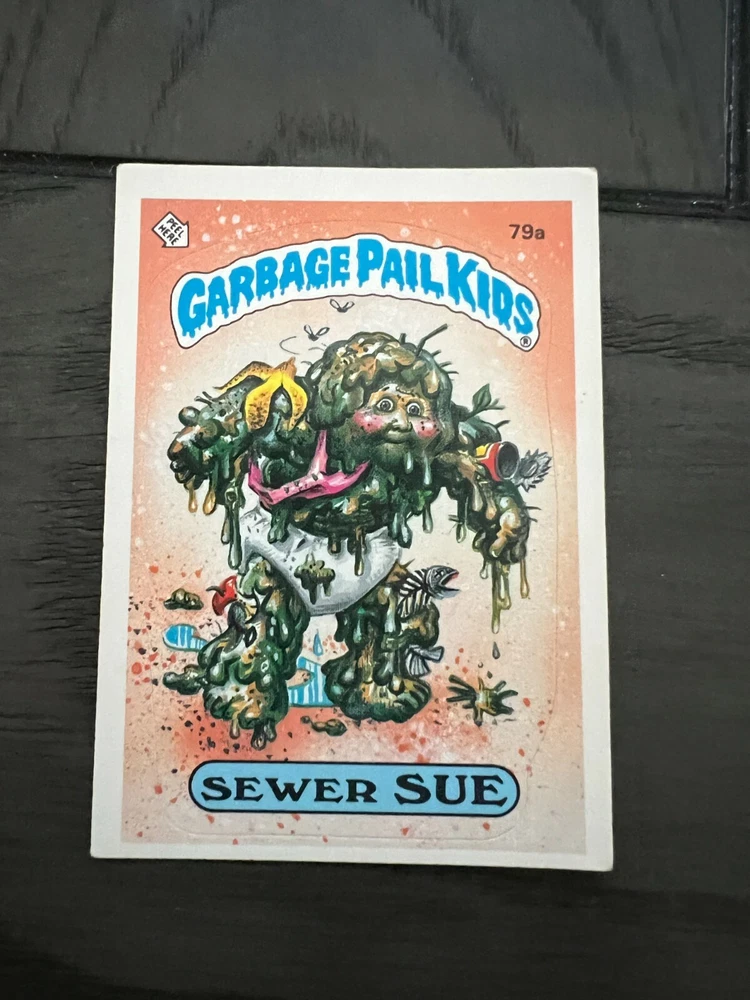 PEEL
HERE
79a
GARBAGE PAIL KIDS
®
SEWER SUE